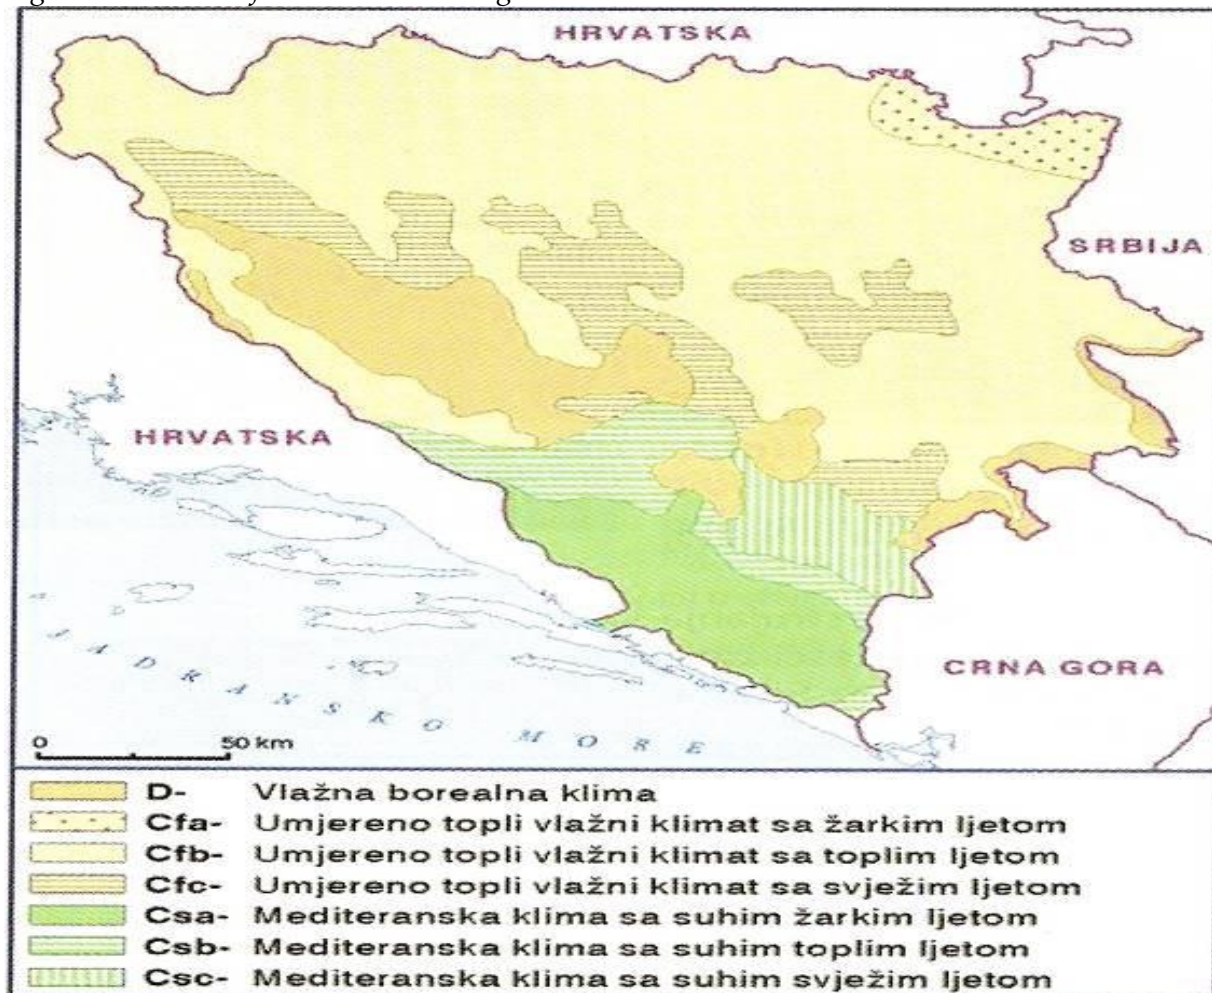 HRVATSKA
SRBIJA
HRVATSKA
CRNA GORA
JADRANSKO MORE
0 50 km
D- Vlažna borealna klima
Cfa- Umjereno topli vlažni klimat sa žarkim ljetom
Cfb- Umjereno topli vlažni klimat sa toplim ljetom
Cfc- Umjereno topli vlažni klimat sa svježim ljetom
Csa- Mediteranska klima sa suhim žarkim ljetom
Csb- Mediteranska klima sa suhim toplim ljetom
Csc- Mediteranska klima sa suhim svježim ljetom